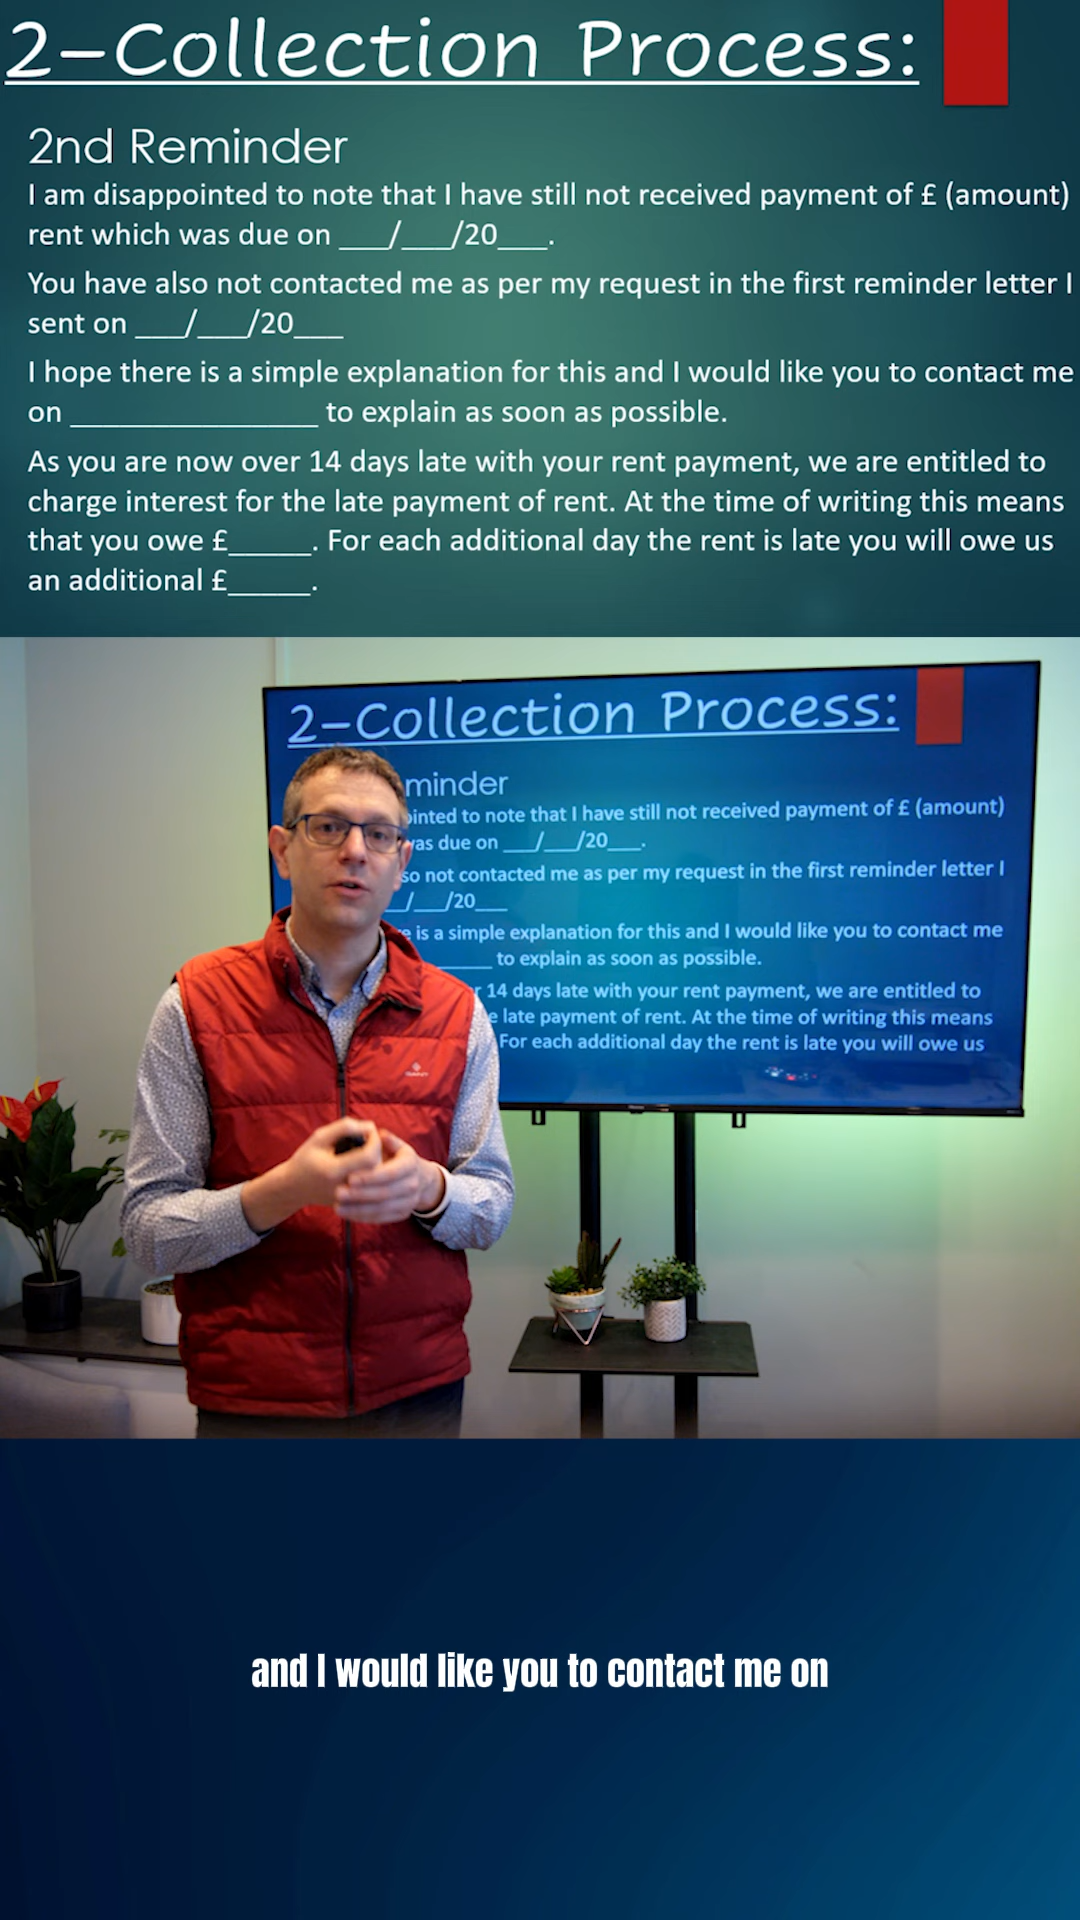 2-Collection Process:
2nd Reminder
I am disappointed to note that I have still not received payment of £ (amount)
rent which was due on ___/___/20___.
You have also not contacted me as per my request in the first reminder letter I
sent on ___/___/20___
I hope there is a simple explanation for this and I would like you to contact me
on _______________ to explain as soon as possible.
As you are now over 14 days late with your rent payment, we are entitled to
charge interest for the late payment of rent. At the time of writing this means
that you owe £_____. For each additional day the rent is late you will owe us
an additional £_____.
2-Collection Process:
minder
ointed to note that I have still not received payment of £ (amount)
was due on ___/___/20___.
so not contacted me as per my request in the first reminder letter I
_/___/20___
e is a simple explanation for this and I would like you to contact me
____ to explain as soon as possible.
r 14 days late with your rent payment, we are entitled to
e late payment of rent. At the time of writing this means
For each additional day the rent is late you will owe us
and I would like you to contact me on